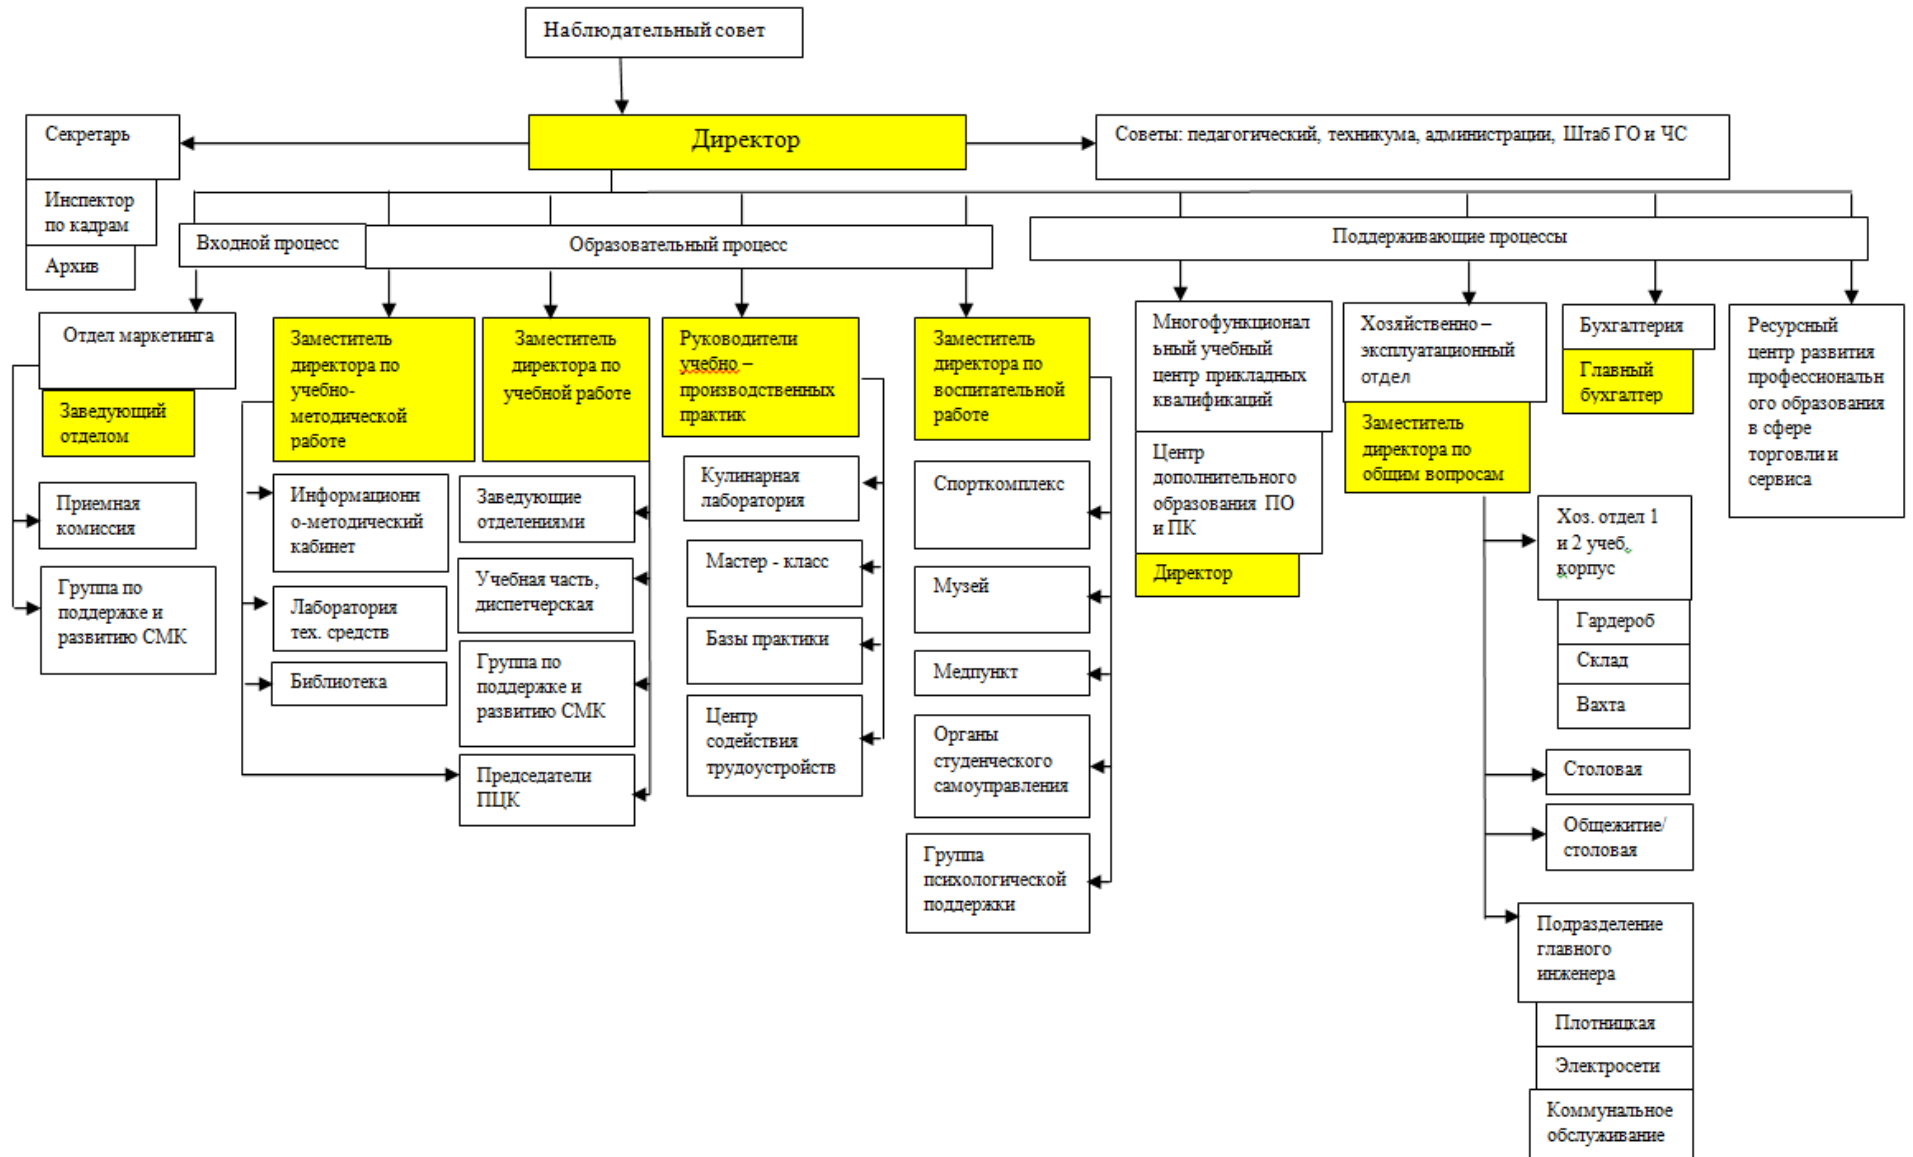 Наблюдательный совет
Секретарь
Директор
Советы: педагогический, техникума, администрации, Штаб ГО и ЧС
Инспектор
по кадрам
Архив
Входной процесс
Образовательный процесс
Поддерживающие процессы
Отдел маркетинга
Заведующий
отделом
Приемная
комиссия
Группа по
поддержке и
развитию СМК
Заместитель
директора по
учебно-
методической
работе
Информационн
о-методический
кабинет
Лаборатория
тех. средств
Библиотека
Заместитель
директора по
учебной работе
Заведующие
отделениями
Учебная часть,
диспетчерская
Группа по
поддержке и
развитию СМК
Председатели
ПЦК
Руководители
учебно –
производственных
практик
Кулинарная
лаборатория
Мастер - класс
Базы практики
Центр
содействия
трудоустройств
Заместитель
директора по
воспитательной
работе
Спорткомплекс
Музей
Медпункт
Органы
студенческого
самоуправления
Группа
психологической
поддержки
Многофункционал
ьный учебный
центр прикладных
квалификаций
Центр
дополнительного
образования ПО
и ПК
Директор
Хозяйственно –
эксплуатационный
отдел
Заместитель
директора по
общим вопросам
Хоз. отдел 1
и 2 учеб,
корпус
Гардероб
Склад
Вахта
Столовая
Общежитие/
столовая
Подразделение
главного
инженера
Плотницкая
Электросети
Коммунальное
обслуживание
Бухгалтерия
Главный
бухгалтер
Ресурсный
центр развития
профессиональн
ого образования
в сфере
торговли и
сервиса